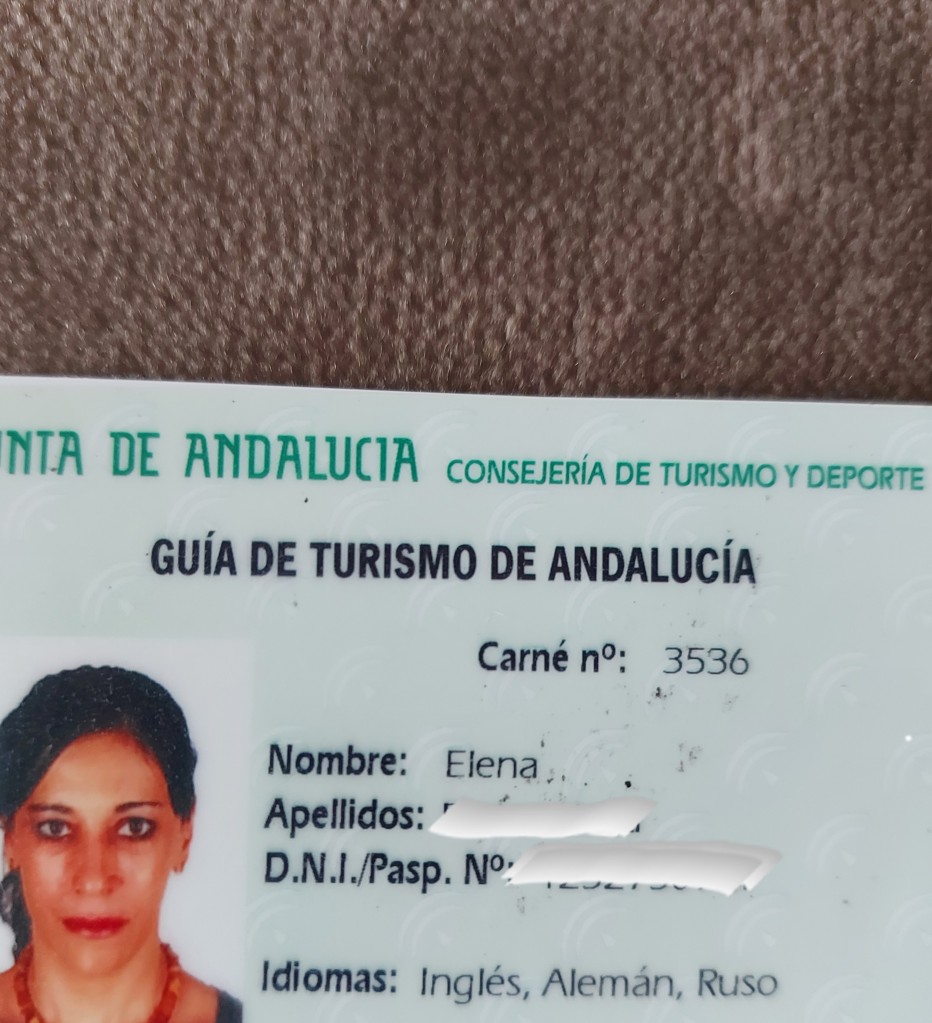 NTA DE ANDALUCIA CONSEJERÍA DE TURISMO Y DEPORTE
GUÍA DE TURISMO DE ANDALUCÍA
Carné nº: 3536
Nombre: Elena
Apellidos:
D.N.I./Pasp. Nº:
Idiomas: Inglés, Alemán, Ruso